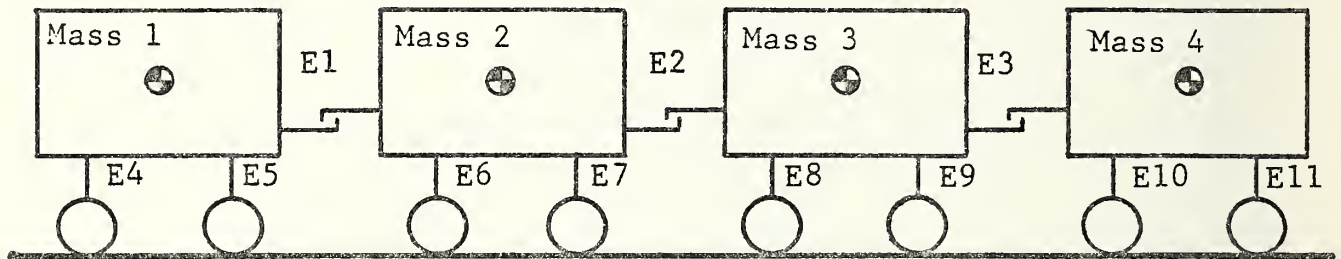 Mass 1
E1
Mass 2
E2
Mass 3
E3
Mass 4
E4
E5
E6
E7
E8
E9
E10
E11